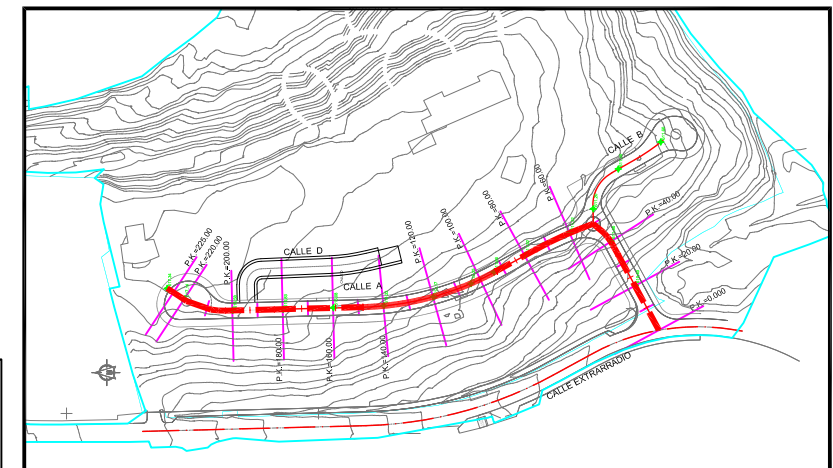 CALLE B
P.K.=60.00
P.K.=80.00
P.K.=40.00
P.K.=100.00
P.K.=120.00
P.K.=225.00
P.K.=220.00
P.K.=200.00
CALLE D
P.K.=20.00
CALLE A
P.K.=0.000
P.K.=180.00
P.K.=160.00
P.K.=140.00
CALLE EXTRARRADIO